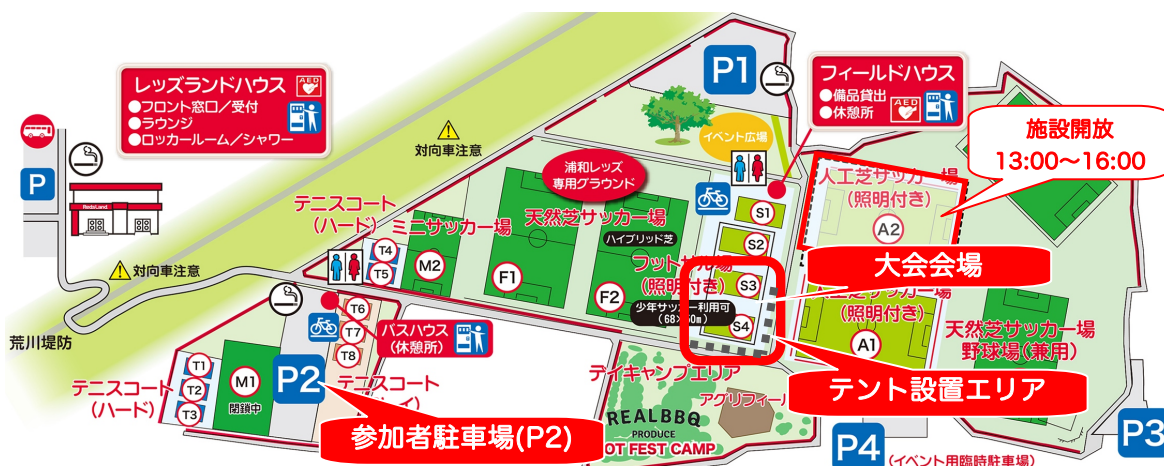 レッズランドハウス
AED
●フロント窓口/受付
●ラウンジ
●ロッカールーム/シャワー
P
RedsLand
対向車注意
対向車注意
荒川堤防
P1
フィールドハウス
●備品貸出
●休憩所
AED
イベント広場
施設開放
13:00〜16:00
浦和レッズ
専用グラウンド
テニスコート
(ハード)
ミニサッカー場
天然芝サッカー場
ハイブリッド芝
T4
T5
M2
F1
F2
フットサル場
(照明付き)
少年サッカー利用可
S1
S2
S3
S4
人工芝サッカー場
(照明付き)
A2
大会会場
人工芝サッカー場
(照明付き)
A1
天然芝サッカー場
野球場(兼用)
T6
T7
T8
バスハウス
(休憩所)
T1
T2
T3
M1
閉鎖中
P2
テニスコート
(ハード)
テニスコート
参加者駐車場(P2)
デイキャンプエリア
テント設置エリア
アグリフィール
REALBBQ
PRODUCE
OT FEST CAMP
P4
(イベント用臨時駐車場)
P3